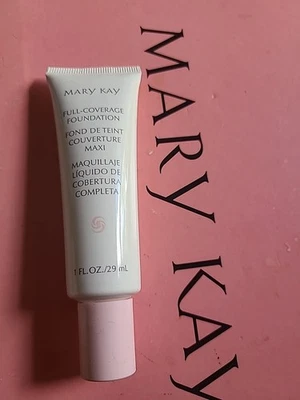 MARY KAY
FULL-COVERAGE
FOUNDATION
FOND DE TEINT
COUVERTURE
MAXI
MAQUILLAJE
LÍQUIDO DE
COBERTURA
COMPLETA
1 FL.OZ./29 mL
MARY KAY